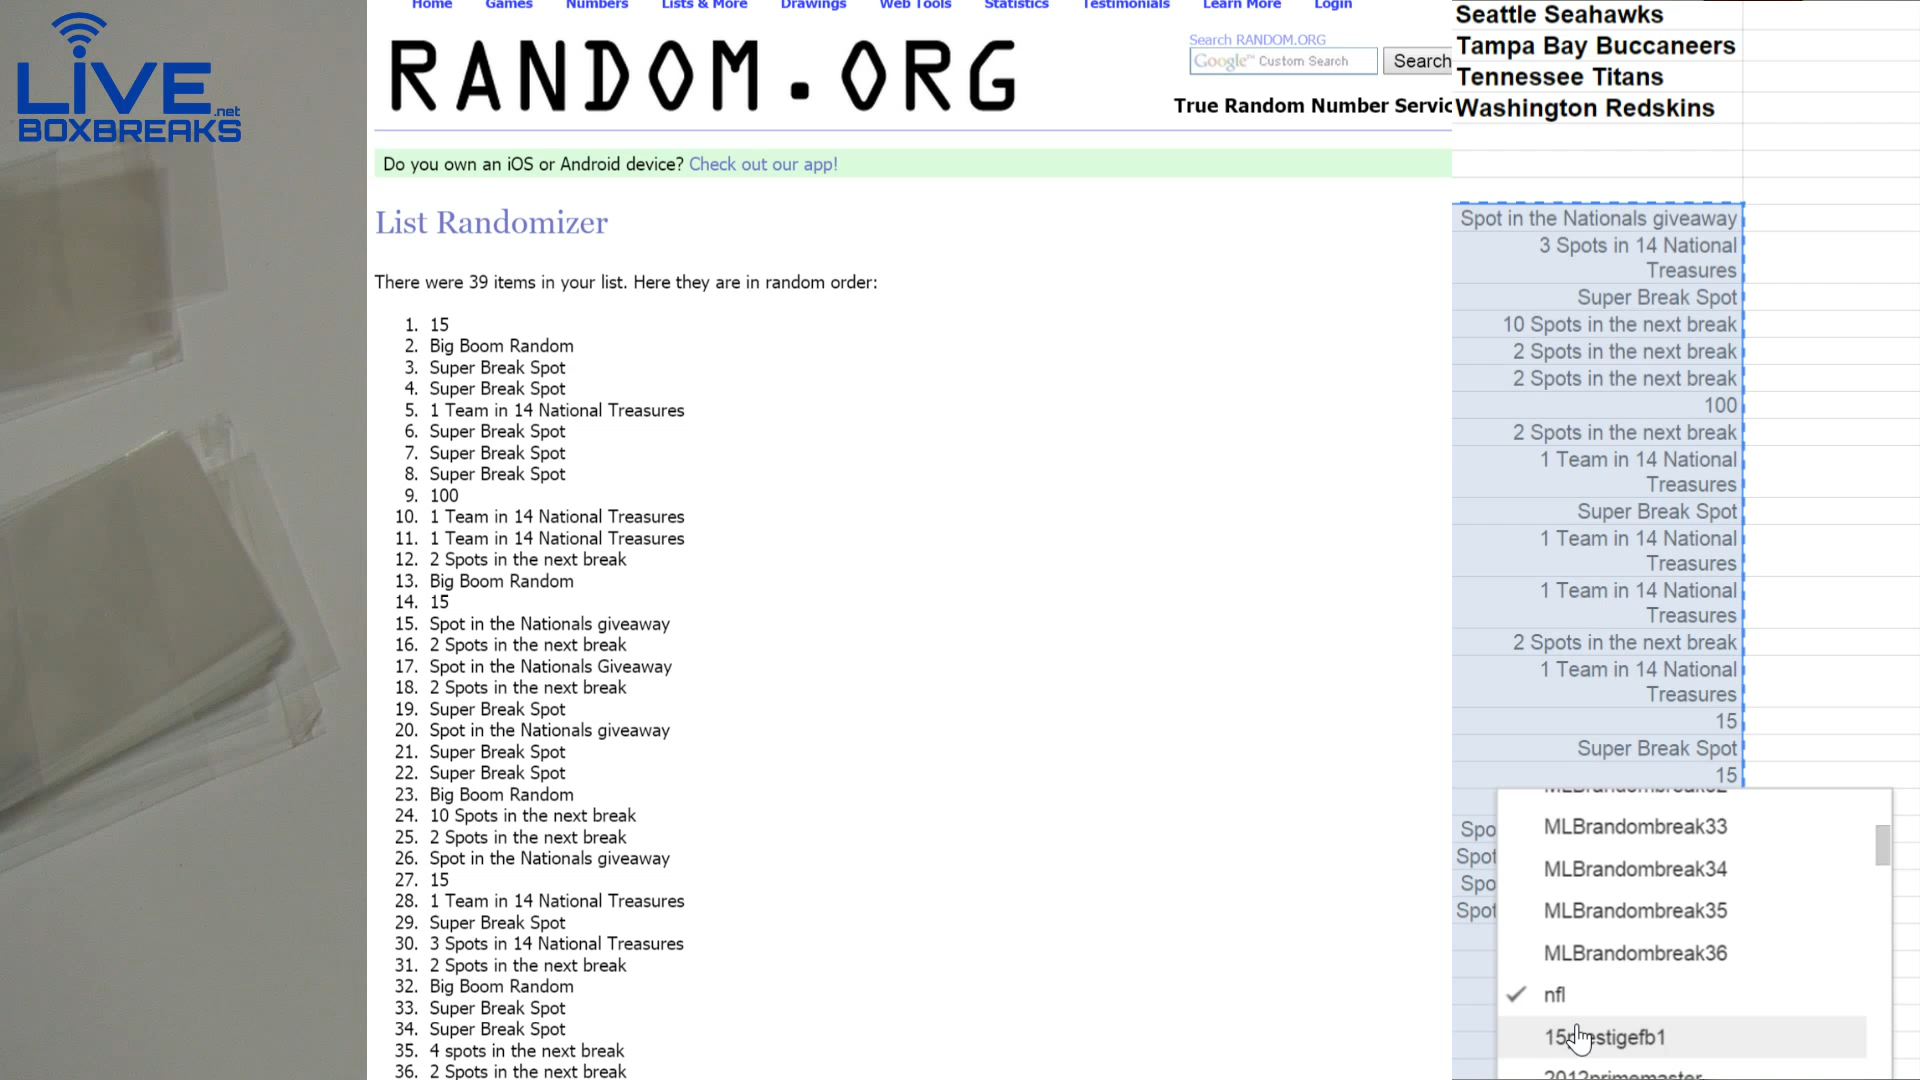 LIVE
.net
BOXBREAKS
Home Games Numbers Lists & More Drawings Web Tools Statistics Testimonials Learn More Login
RANDOM.ORG
Search RANDOM.ORG
Google™ Custom Search Search
True Random Number Servic
Do you own an iOS or Android device? Check out our app!
List Randomizer
There were 39 items in your list. Here they are in random order:
1. 15
2. Big Boom Random
3. Super Break Spot
4. Super Break Spot
5. 1 Team in 14 National Treasures
6. Super Break Spot
7. Super Break Spot
8. Super Break Spot
9. 100
10. 1 Team in 14 National Treasures
11. 1 Team in 14 National Treasures
12. 2 Spots in the next break
13. Big Boom Random
14. 15
15. Spot in the Nationals giveaway
16. 2 Spots in the next break
17. Spot in the Nationals Giveaway
18. 2 Spots in the next break
19. Super Break Spot
20. Spot in the Nationals giveaway
21. Super Break Spot
22. Super Break Spot
23. Big Boom Random
24. 10 Spots in the next break
25. 2 Spots in the next break
26. Spot in the Nationals giveaway
27. 15
28. 1 Team in 14 National Treasures
29. Super Break Spot
30. 3 Spots in 14 National Treasures
31. 2 Spots in the next break
32. Big Boom Random
33. Super Break Spot
34. Super Break Spot
35. 4 spots in the next break
36. 2 Spots in the next break
Seattle Seahawks
Tampa Bay Buccaneers
Tennessee Titans
Washington Redskins
Spot in the Nationals giveaway
3 Spots in 14 National
Treasures
Super Break Spot
10 Spots in the next break
2 Spots in the next break
2 Spots in the next break
100
2 Spots in the next break
1 Team in 14 National
Treasures
Super Break Spot
1 Team in 14 National
Treasures
1 Team in 14 National
Treasures
2 Spots in the next break
1 Team in 14 National
Treasures
15
Super Break Spot
15
Spo
Spot
Spo
Spot
MLBrandombreak33
MLBrandombreak34
MLBrandombreak35
MLBrandombreak36
nfl